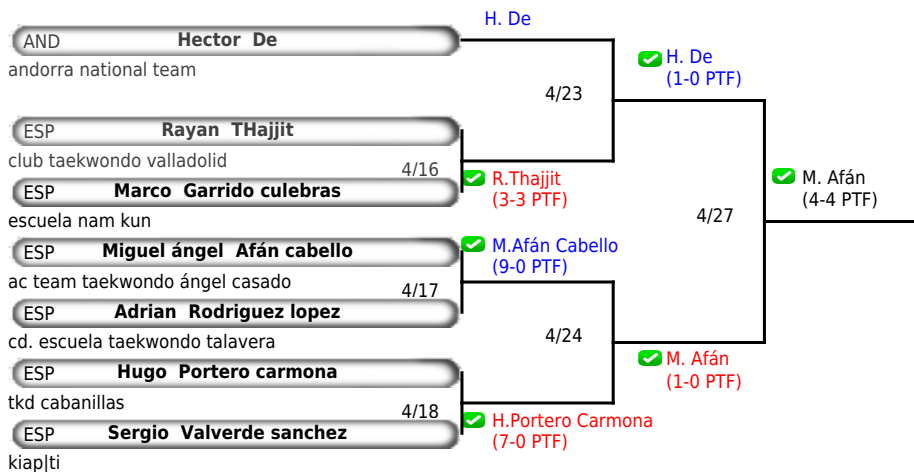 H. De
AND Hector De
andorra national team
H. De
(1-0 PTF)
4/23
ESP Rayan THajjit
club taekwondo valladolid
4/16
R.Thajjit
(3-3 PTF)
ESP Marco Garrido culebras
escuela nam kun
M. Afán
(4-4 PTF)
4/27
ESP Miguel ángel Afán cabello
M.Afán Cabello
(9-0 PTF)
ac team taekwondo ángel casado
4/17
ESP Adrian Rodriguez lopez
cd. escuela taekwondo talavera
4/24
M. Afán
(1-0 PTF)
ESP Hugo Portero carmona
tkd cabanillas
4/18
H.Portero Carmona
(7-0 PTF)
ESP Sergio Valverde sanchez
kiap|ti